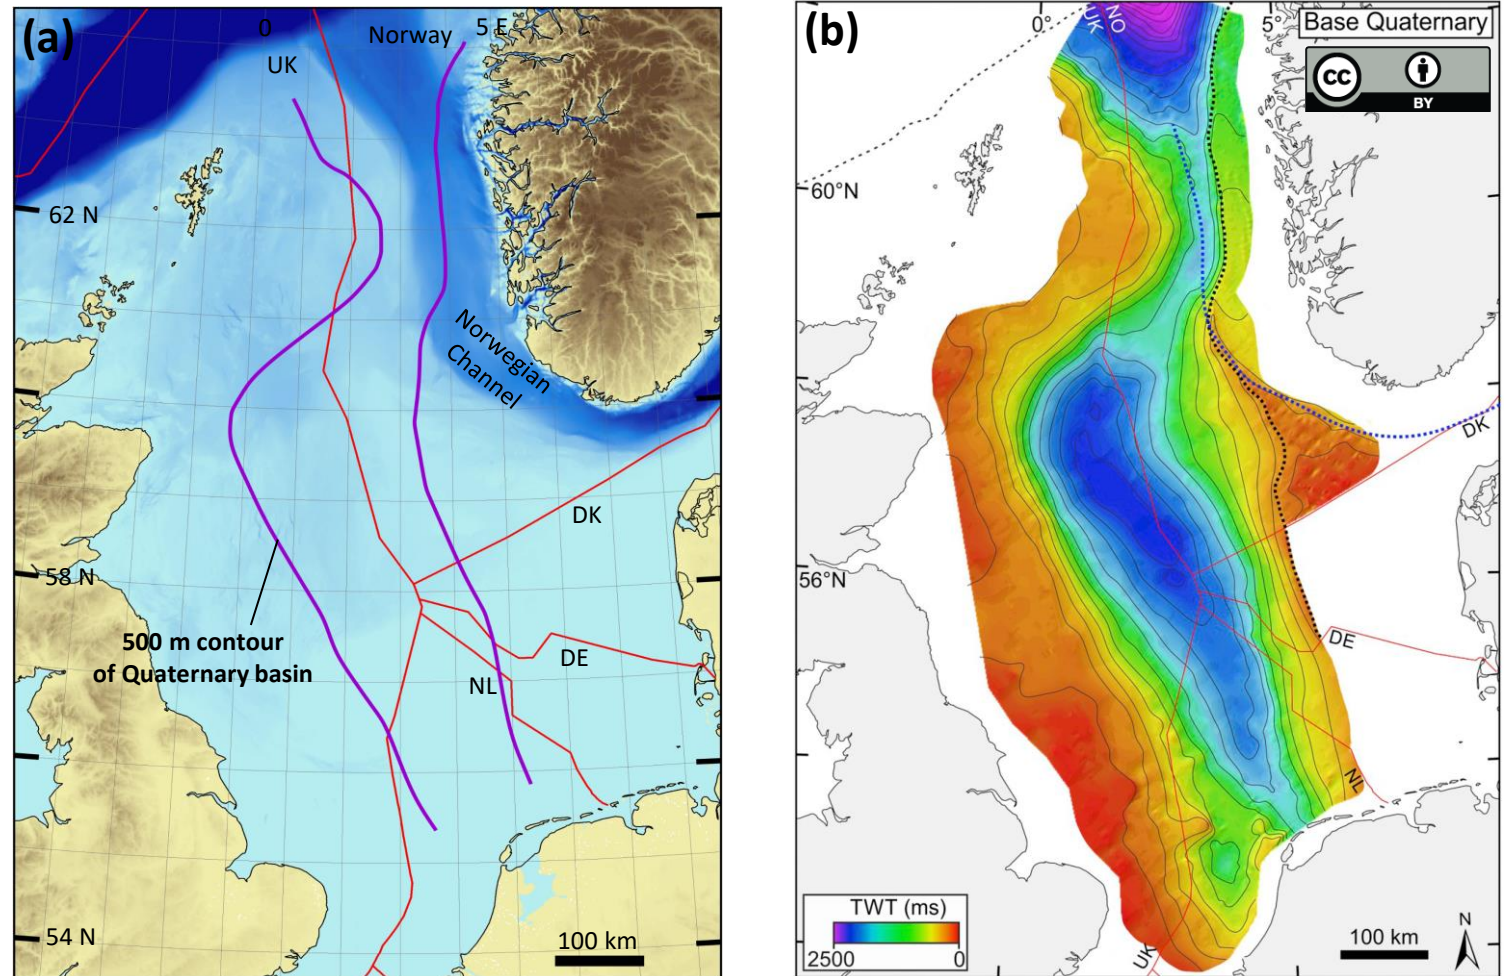 (a)
0
5 E
Norway
UK
62 N
Norwegian
Channel
DK
58 N
500 m contour
of Quaternary basin
DE
NL
54 N
100 km
(b)
0°
UK
NO
5
Base Quaternary
cc
BY
60°N
DK
56°N
DE
NL
TWT (ms)
2500
0
UK
100 km
N